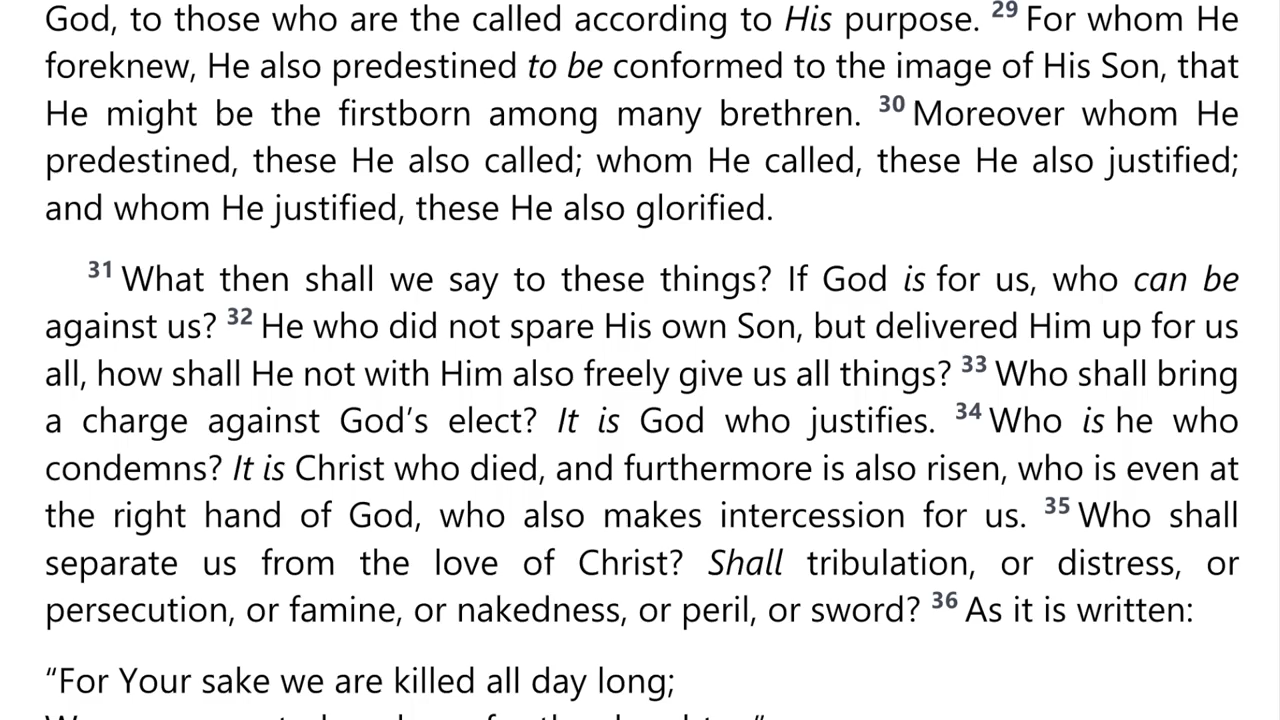 God, to those who are the called according to His purpose. 29 For whom He
foreknew, He also predestined to be conformed to the image of His Son, that
He might be the firstborn among many brethren. 30 Moreover whom He
predestined, these He also called; whom He called, these He also justified;
and whom He justified, these He also glorified.
31 What then shall we say to these things? If God is for us, who can be
against us? 32 He who did not spare His own Son, but delivered Him up for us
all, how shall He not with Him also freely give us all things? 33 Who shall bring
a charge against God’s elect? It is God who justifies. 34 Who is he who
condemns? It is Christ who died, and furthermore is also risen, who is even at
the right hand of God, who also makes intercession for us. 35 Who shall
separate us from the love of Christ? Shall tribulation, or distress, or
persecution, or famine, or nakedness, or peril, or sword? 36 As it is written:
“For Your sake we are killed all day long;